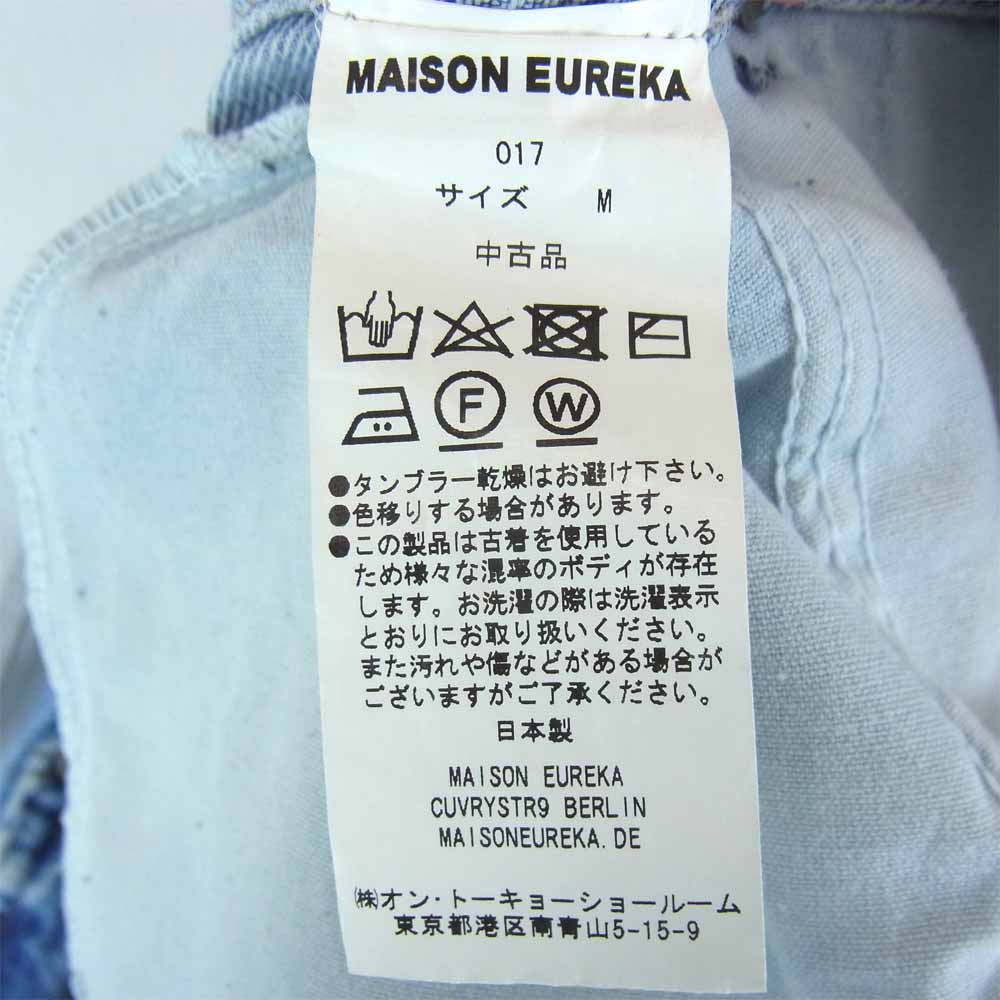 MAISON EUREKA
017
サイズ M
中古品
F W
●タンブラー乾燥はお避け下さい。
●色移りする場合があります。
●この製品は古着を使用している
ため様々な混率のボディが存在
します。お洗濯の際は洗濯表示
とおりにお取り扱いください。
また汚れや傷などがある場合が
ございますがご了承ください。
日本製
MAISON EUREKA
CUVRYSTR9 BERLIN
MAISONEUREKA.DE
㈱オン・トーキョーショールーム
東京都港区南青山5-15-9